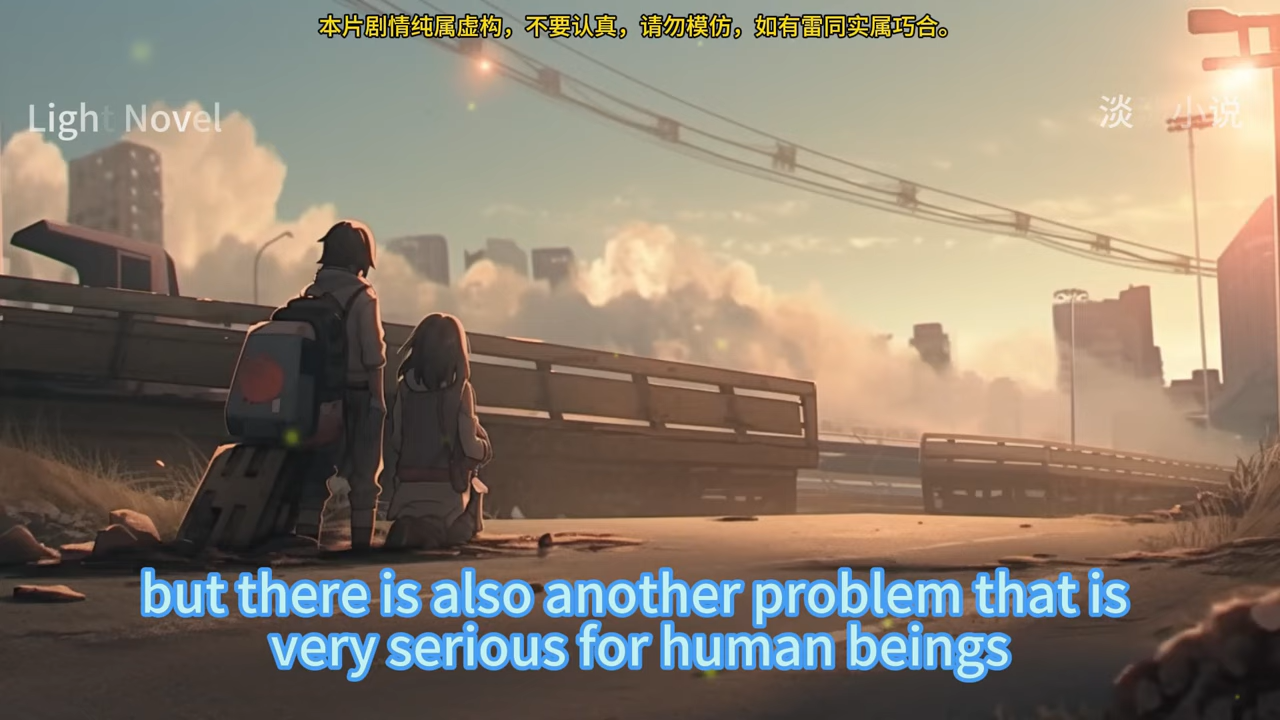 本片剧情纯属虚构，不要认真，请勿模仿，如有雷同实属巧合。
Light Novel
淡 小说
but there is also another problem that is
very serious for human beings